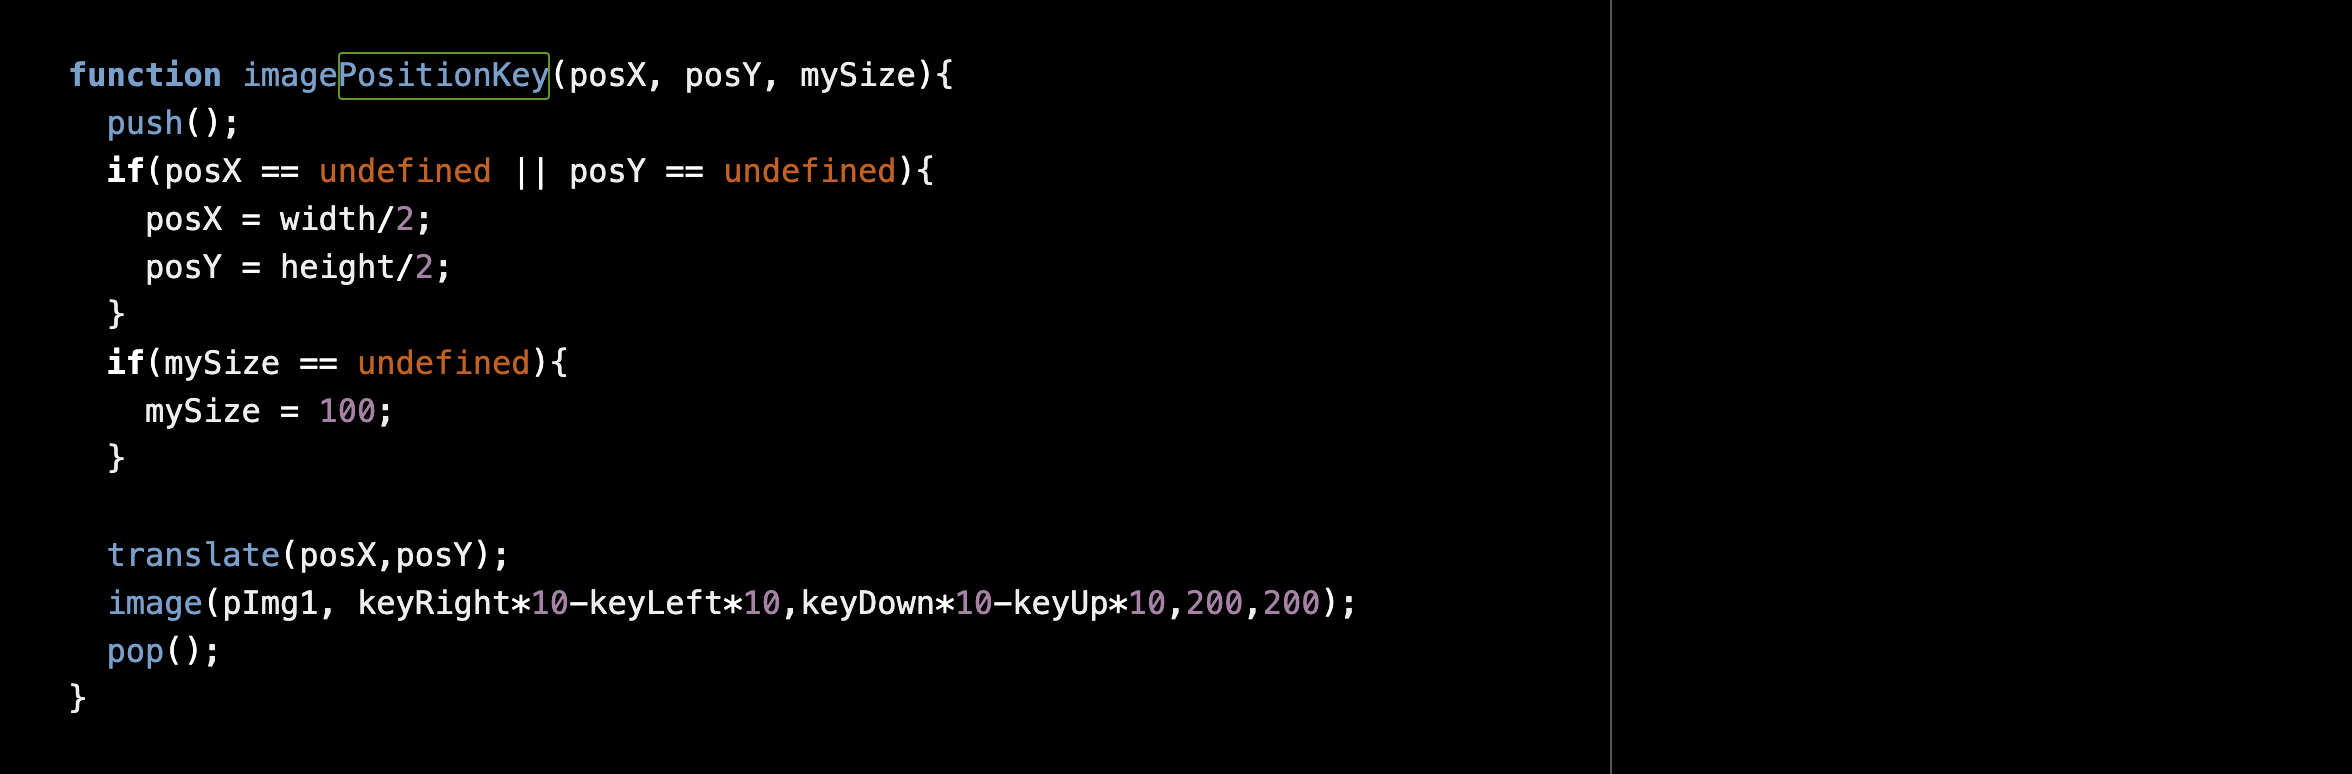 function imagePositionKey(posX, posY, mySize){
  push();
  if(posX == undefined || posY == undefined){
    posX = width/2;
    posY = height/2;
  }
  if(mySize == undefined){
    mySize = 100;
  }

  translate(posX,posY);
  image(pImg1, keyRight*10-keyLeft*10,keyDown*10-keyUp*10,200,200);
  pop();
}